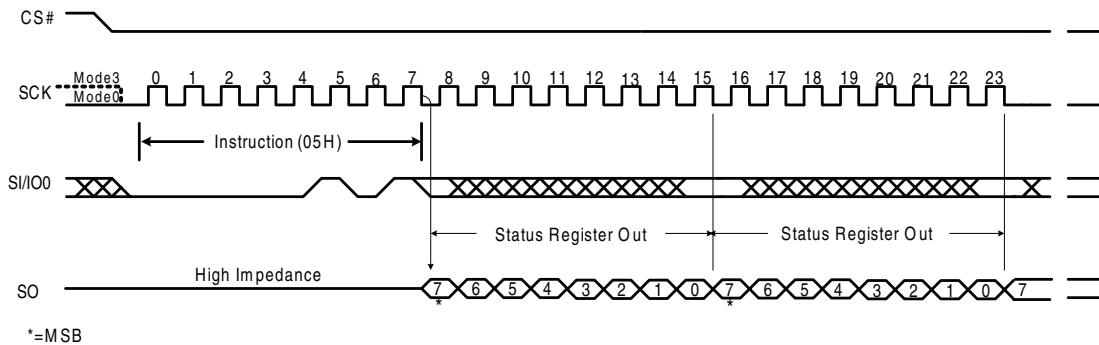 CS#
Mode3
SCK
Mode0
0 1 2 3 4 5 6 7 8 9 10 11 12 13 14 15 16 17 18 19 20 21 22 23
Instruction (05H)
SI/IO0
Status Register Out
Status Register Out
High Impedance
SO
7 6 5 4 3 2 1 0 7 6 5 4 3 2 1 0 7
* *
*=MSB